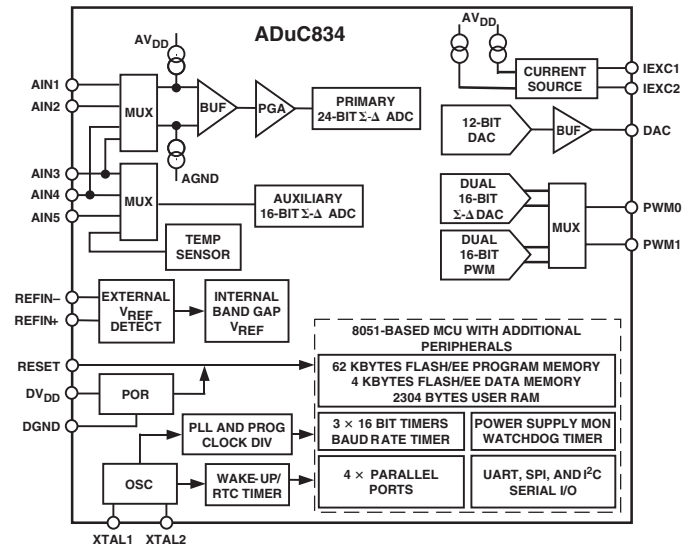 ADuC834
AVDD
AIN1
AIN2
MUX
BUF
PGA
PRIMARY
24-BIT Σ-Δ ADC
AGND
AIN3
AIN4
AIN5
MUX
AUXILIARY
16-BIT Σ-Δ ADC
TEMP
SENSOR
AVDD
CURRENT
SOURCE
IEXC1
IEXC2
12-BIT
DAC
BUF
DAC
DUAL
16-BIT
Σ-Δ DAC
DUAL
16-BIT
PWM
MUX
PWM0
PWM1
REFIN–
REFIN+
EXTERNAL
VREF
DETECT
INTERNAL
BAND GAP
VREF
RESET
DVDD
DGND
POR
8051-BASED MCU WITH ADDITIONAL
PERIPHERALS
62 KBYTES FLASH/EE PROGRAM MEMORY
4 KBYTES FLASH/EE DATA MEMORY
2304 BYTES USER RAM
PLL AND PROG
CLOCK DIV
3 × 16 BIT TIMERS
BAUD RATE TIMER
POWER SUPPLY MON
WATCHDOG TIMER
OSC
WAKE-UP/
RTC TIMER
4 × PARALLEL
PORTS
UART, SPI, AND I2C
SERIAL I/O
XTAL1
XTAL2